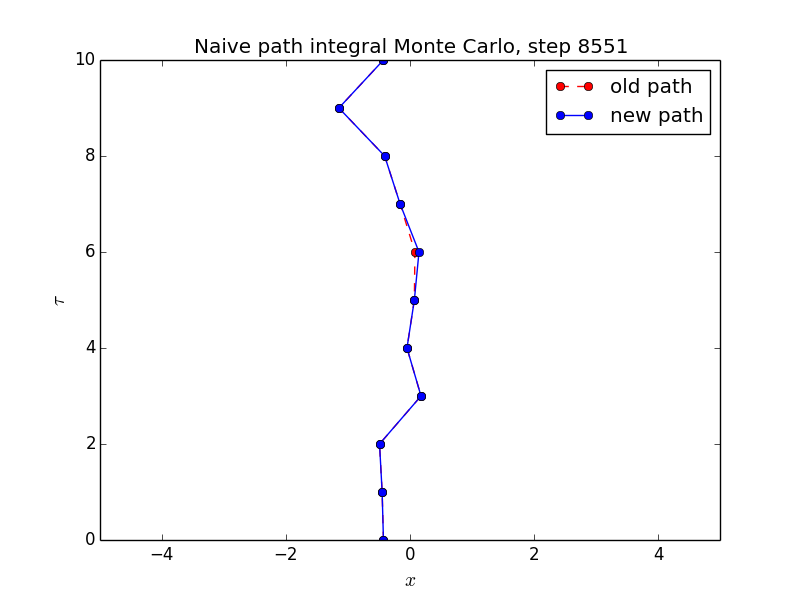 Naive path integral Monte Carlo, step 8551
old path
new path
10
8
6
4
2
0
τ
−4
−2
0
2
4
x